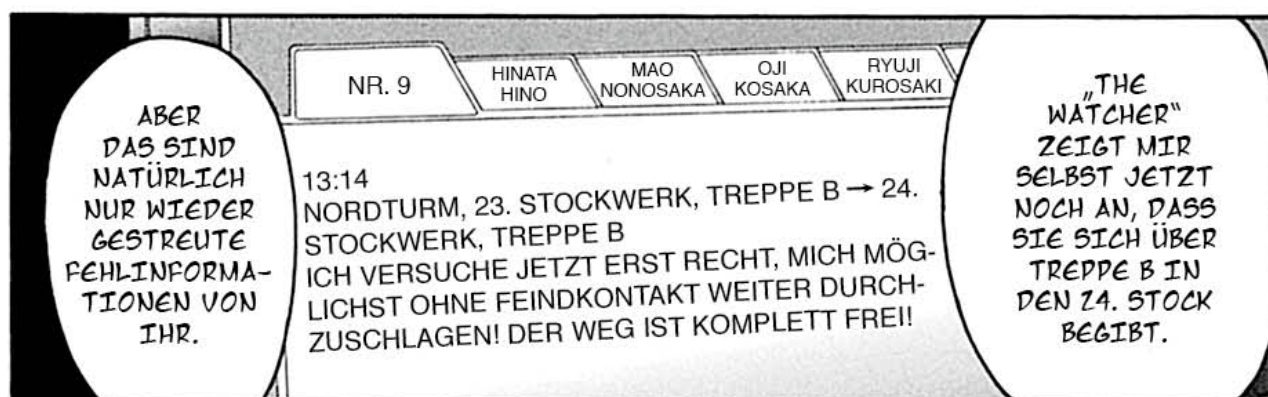 „THE
WATCHER“
ZEIGT MIR
SELBST JETZT
NOCH AN, DASS
SIE SICH ÜBER
TREPPE B IN
DEN 24. STOCK
BEGIBT.
NR. 9
HINATA
HINO
MAO
NONOSAKA
OJI
KOSAKA
RYUJI
KUROSAKI
13:14
NORDTURM, 23. STOCKWERK, TREPPE B → 24.
STOCKWERK, TREPPE B
ICH VERSUCHE JETZT ERST RECHT, MICH MÖG-
LICHST OHNE FEINDKONTAKT WEITER DURCH-
ZUSCHLAGEN! DER WEG IST KOMPLETT FREI!
ABER
DAS SIND
NATÜRLICH
NUR WIEDER
GESTREUTE
FEHLINFORMA-
TIONEN VON
IHR.